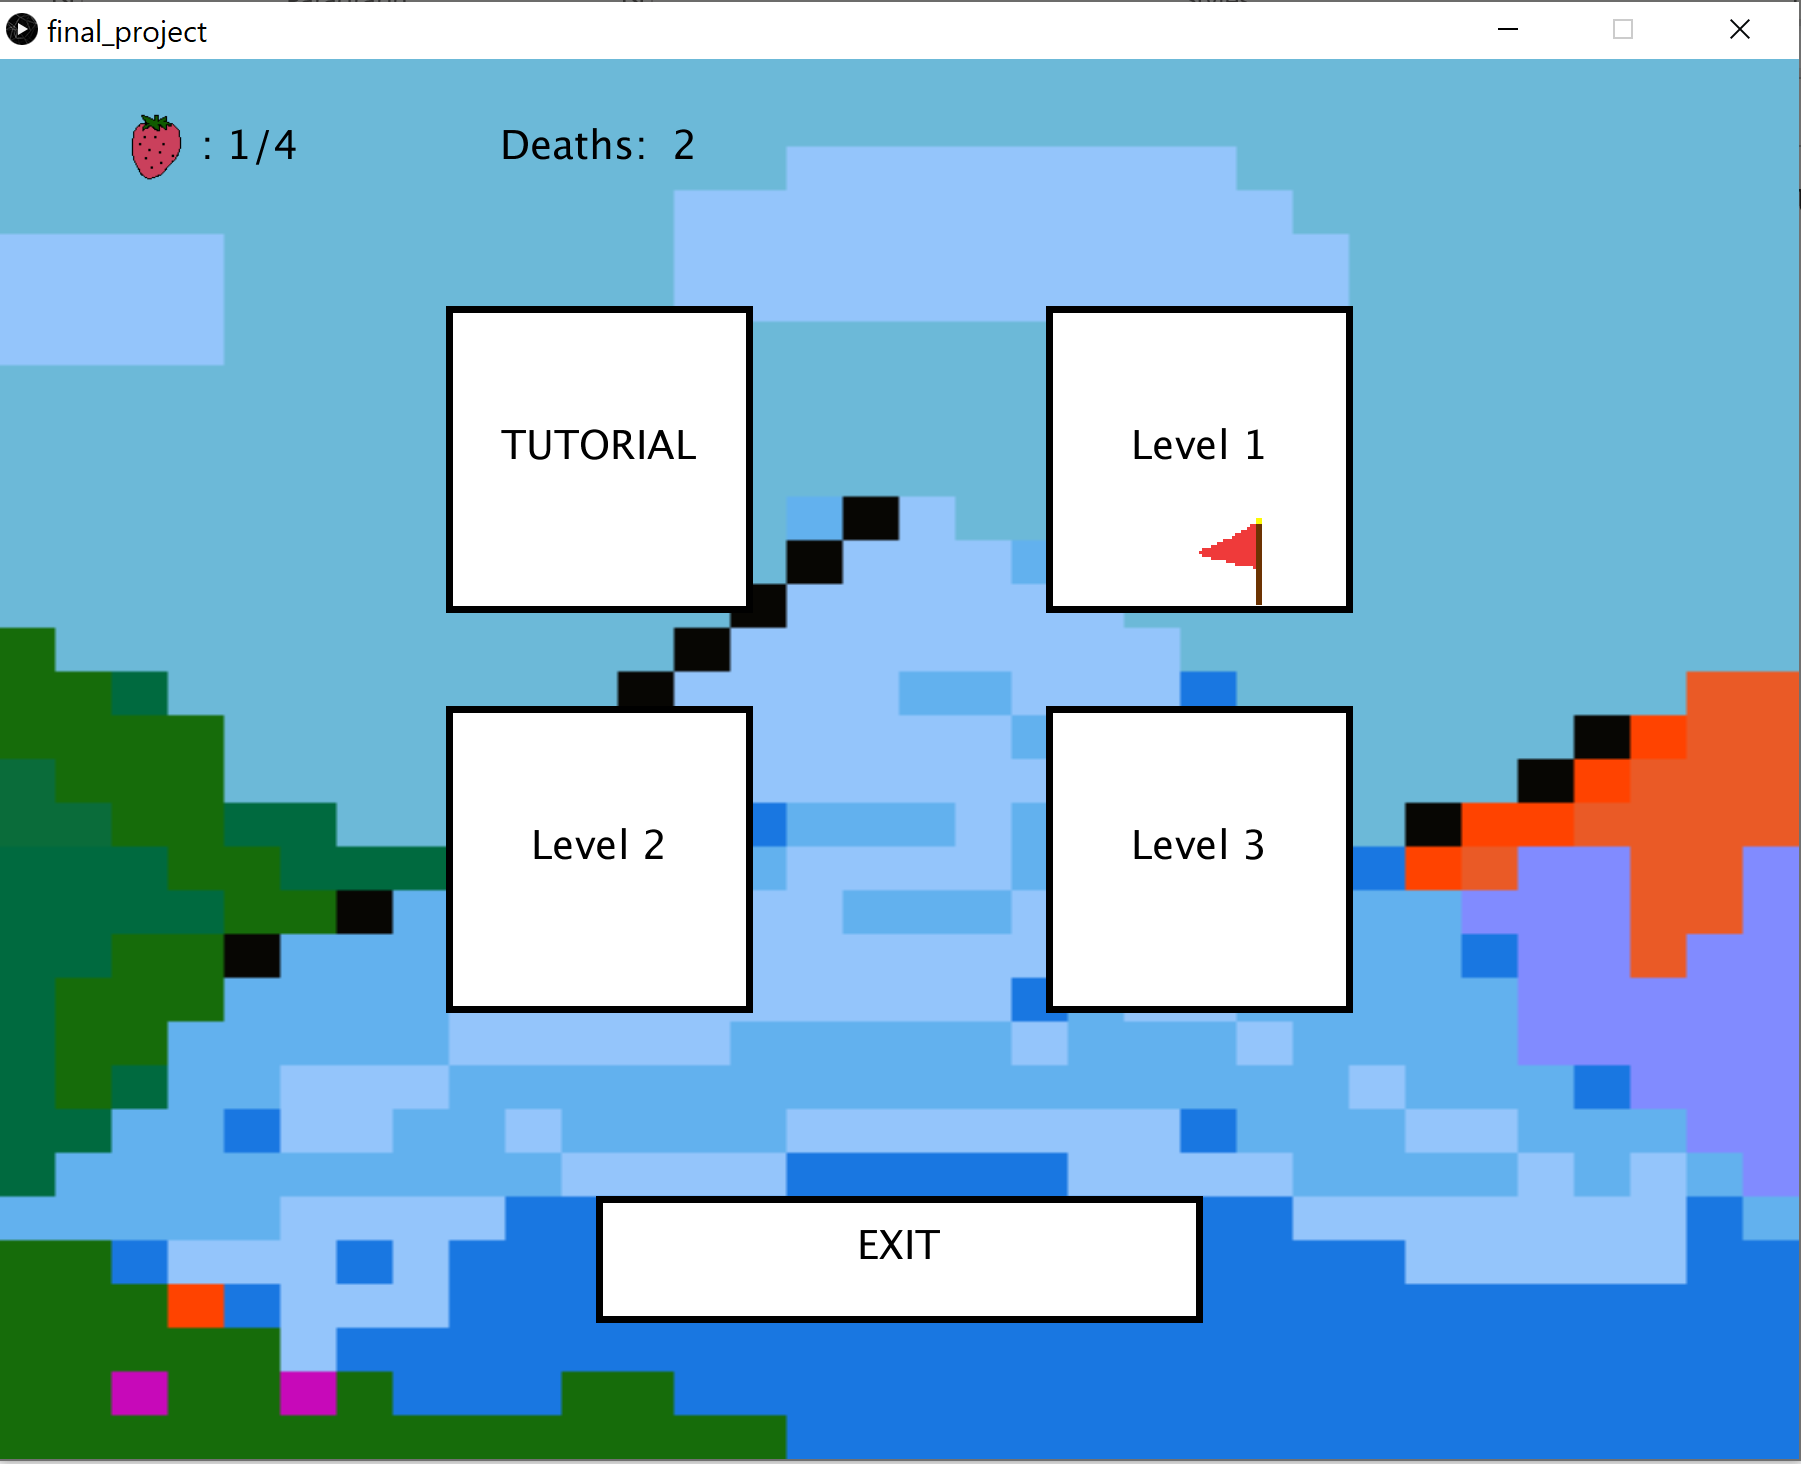 final_project
: 1/4
Deaths: 2
TUTORIAL
Level 1
Level 2
Level 3
EXIT